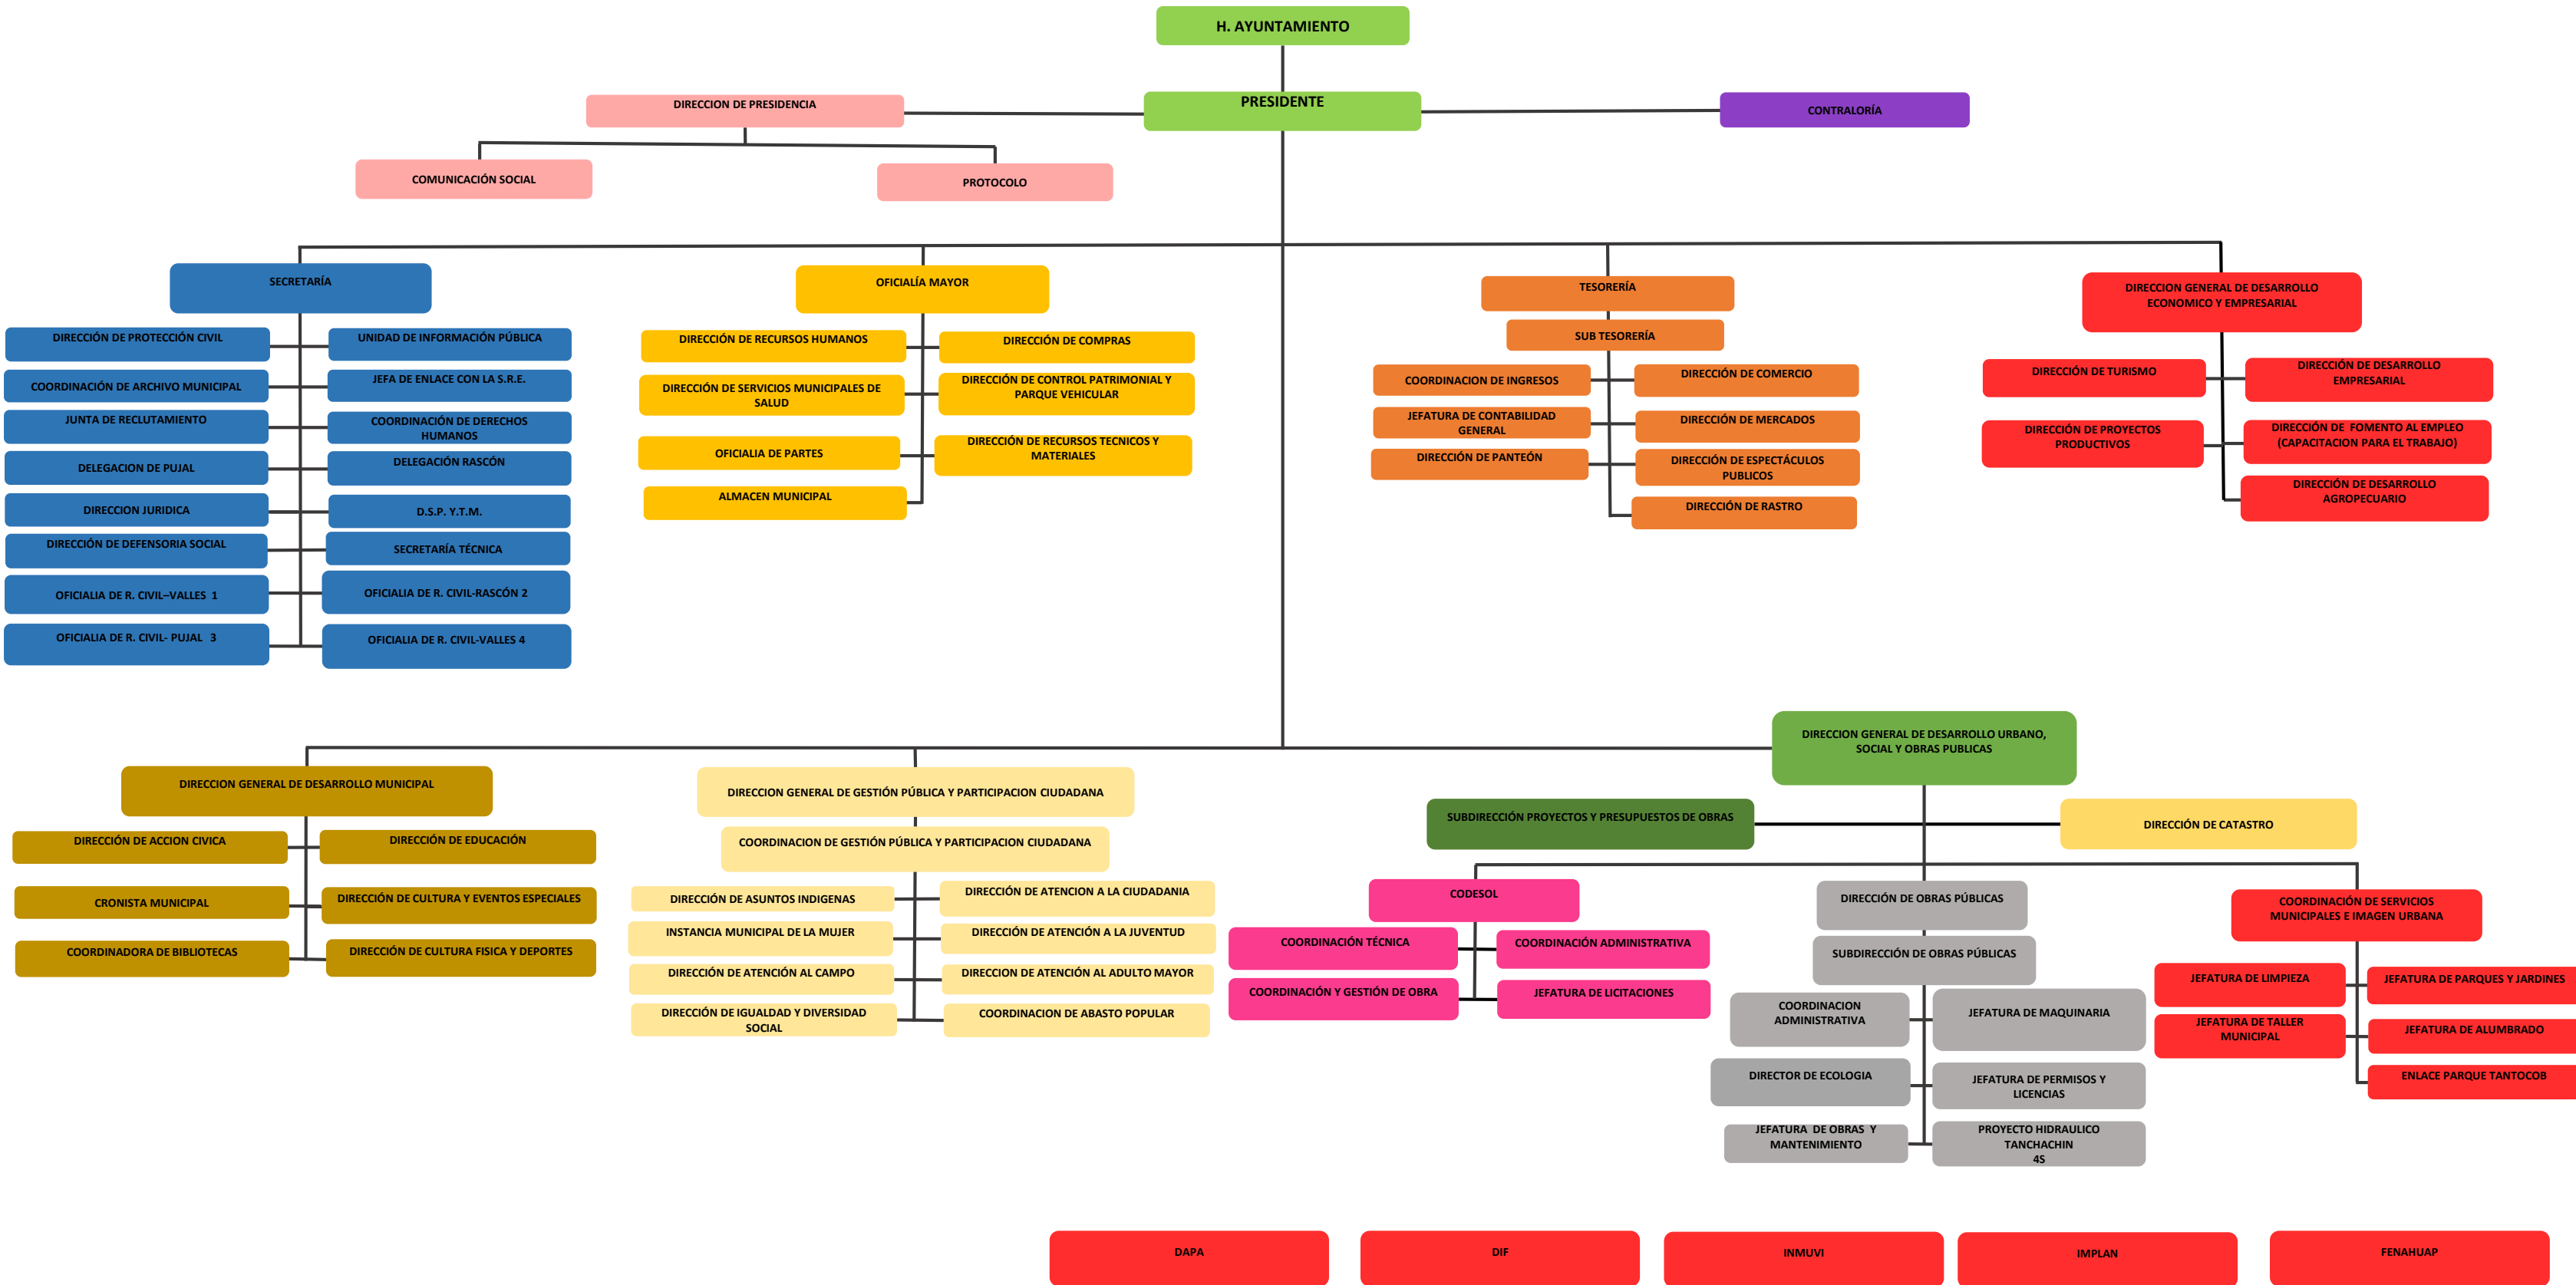 H. AYUNTAMIENTO
PRESIDENTE
DIRECCION DE PRESIDENCIA
CONTRALORÍA
COMUNICACIÓN SOCIAL
PROTOCOLO
SECRETARÍA
DIRECCIÓN DE PROTECCIÓN CIVIL
UNIDAD DE INFORMACIÓN PÚBLICA
COORDINACIÓN DE ARCHIVO MUNICIPAL
JEFA DE ENLACE CON LA S.R.E.
JUNTA DE RECLUTAMIENTO
COORDINACIÓN DE DERECHOS
HUMANOS
DELEGACION DE PUJAL
DELEGACIÓN RASCÓN
DIRECCION JURIDICA
D.S.P. Y.T.M.
DIRECCIÓN DE DEFENSORIA SOCIAL
SECRETARÍA TÉCNICA
OFICIALIA DE R. CIVIL–VALLES 1
OFICIALIA DE R. CIVIL-RASCÓN 2
OFICIALIA DE R. CIVIL- PUJAL 3
OFICIALIA DE R. CIVIL-VALLES 4
OFICIALÍA MAYOR
DIRECCIÓN DE RECURSOS HUMANOS
DIRECCIÓN DE COMPRAS
DIRECCIÓN DE SERVICIOS MUNICIPALES DE
SALUD
DIRECCIÓN DE CONTROL PATRIMONIAL Y
PARQUE VEHICULAR
OFICIALIA DE PARTES
DIRECCIÓN DE RECURSOS TECNICOS Y
MATERIALES
ALMACEN MUNICIPAL
TESORERÍA
SUB TESORERÍA
COORDINACION DE INGRESOS
DIRECCIÓN DE COMERCIO
JEFATURA DE CONTABILIDAD
GENERAL
DIRECCIÓN DE MERCADOS
DIRECCIÓN DE PANTEÓN
DIRECCIÓN DE ESPECTÁCULOS
PUBLICOS
DIRECCIÓN DE RASTRO
DIRECCION GENERAL DE DESARROLLO
ECONOMICO Y EMPRESARIAL
DIRECCIÓN DE TURISMO
DIRECCIÓN DE DESARROLLO
EMPRESARIAL
DIRECCIÓN DE PROYECTOS
PRODUCTIVOS
DIRECCIÓN DE FOMENTO AL EMPLEO
(CAPACITACION PARA EL TRABAJO)
DIRECCIÓN DE DESARROLLO
AGROPECUARIO
DIRECCION GENERAL DE DESARROLLO MUNICIPAL
DIRECCIÓN DE ACCION CIVICA
DIRECCIÓN DE EDUCACIÓN
CRONISTA MUNICIPAL
DIRECCIÓN DE CULTURA Y EVENTOS ESPECIALES
COORDINADORA DE BIBLIOTECAS
DIRECCIÓN DE CULTURA FISICA Y DEPORTES
DIRECCION GENERAL DE GESTIÓN PÚBLICA Y PARTICIPACION CIUDADANA
COORDINACION DE GESTIÓN PÚBLICA Y PARTICIPACION CIUDADANA
DIRECCIÓN DE ASUNTOS INDIGENAS
DIRECCIÓN DE ATENCION A LA CIUDADANIA
INSTANCIA MUNICIPAL DE LA MUJER
DIRECCIÓN DE ATENCIÓN A LA JUVENTUD
DIRECCIÓN DE ATENCIÓN AL CAMPO
DIRECCION DE ATENCIÓN AL ADULTO MAYOR
DIRECCIÓN DE IGUALDAD Y DIVERSIDAD
SOCIAL
COORDINACION DE ABASTO POPULAR
DIRECCION GENERAL DE DESARROLLO URBANO,
SOCIAL Y OBRAS PUBLICAS
SUBDIRECCIÓN PROYECTOS Y PRESUPUESTOS DE OBRAS
DIRECCIÓN DE CATASTRO
CODESOL
COORDINACIÓN TÉCNICA
COORDINACIÓN ADMINISTRATIVA
COORDINACIÓN Y GESTIÓN DE OBRA
JEFATURA DE LICITACIONES
DIRECCIÓN DE OBRAS PÚBLICAS
SUBDIRECCIÓN DE OBRAS PÚBLICAS
COORDINACION
ADMINISTRATIVA
JEFATURA DE MAQUINARIA
DIRECTOR DE ECOLOGIA
JEFATURA DE PERMISOS Y
LICENCIAS
JEFATURA DE OBRAS Y
MANTENIMIENTO
PROYECTO HIDRAULICO
TANCHACHIN
4S
COORDINACIÓN DE SERVICIOS
MUNICIPALES E IMAGEN URBANA
JEFATURA DE LIMPIEZA
JEFATURA DE PARQUES Y JARDINES
JEFATURA DE TALLER
MUNICIPAL
JEFATURA DE ALUMBRADO
ENLACE PARQUE TANTOCOB
DAPA
DIF
INMUVI
IMPLAN
FENAHUAP